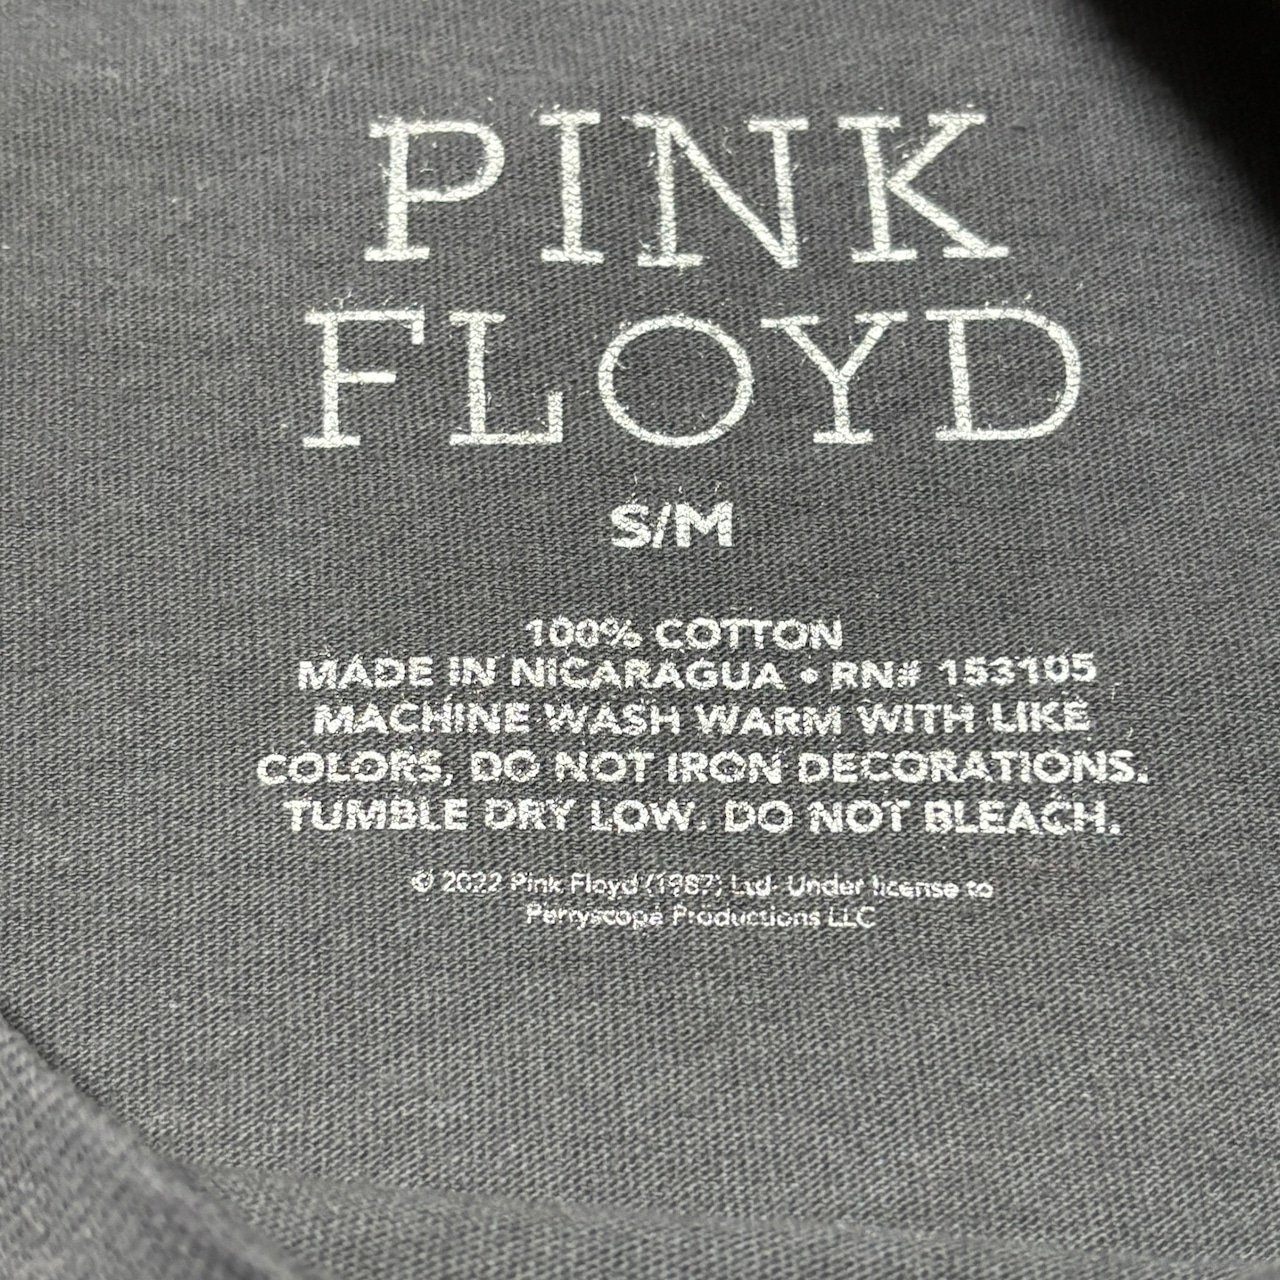 PINK
FLOYD
S/M
100% COTTON
MADE IN NICARAGUA • RN# 153105
MACHINE WASH WARM WITH LIKE
COLORS, DO NOT IRON DECORATIONS.
TUMBLE DRY LOW. DO NOT BLEACH.
© 2022 Pink Floyd (1987) Ltd. Under license to
Perryscope Productions LLC